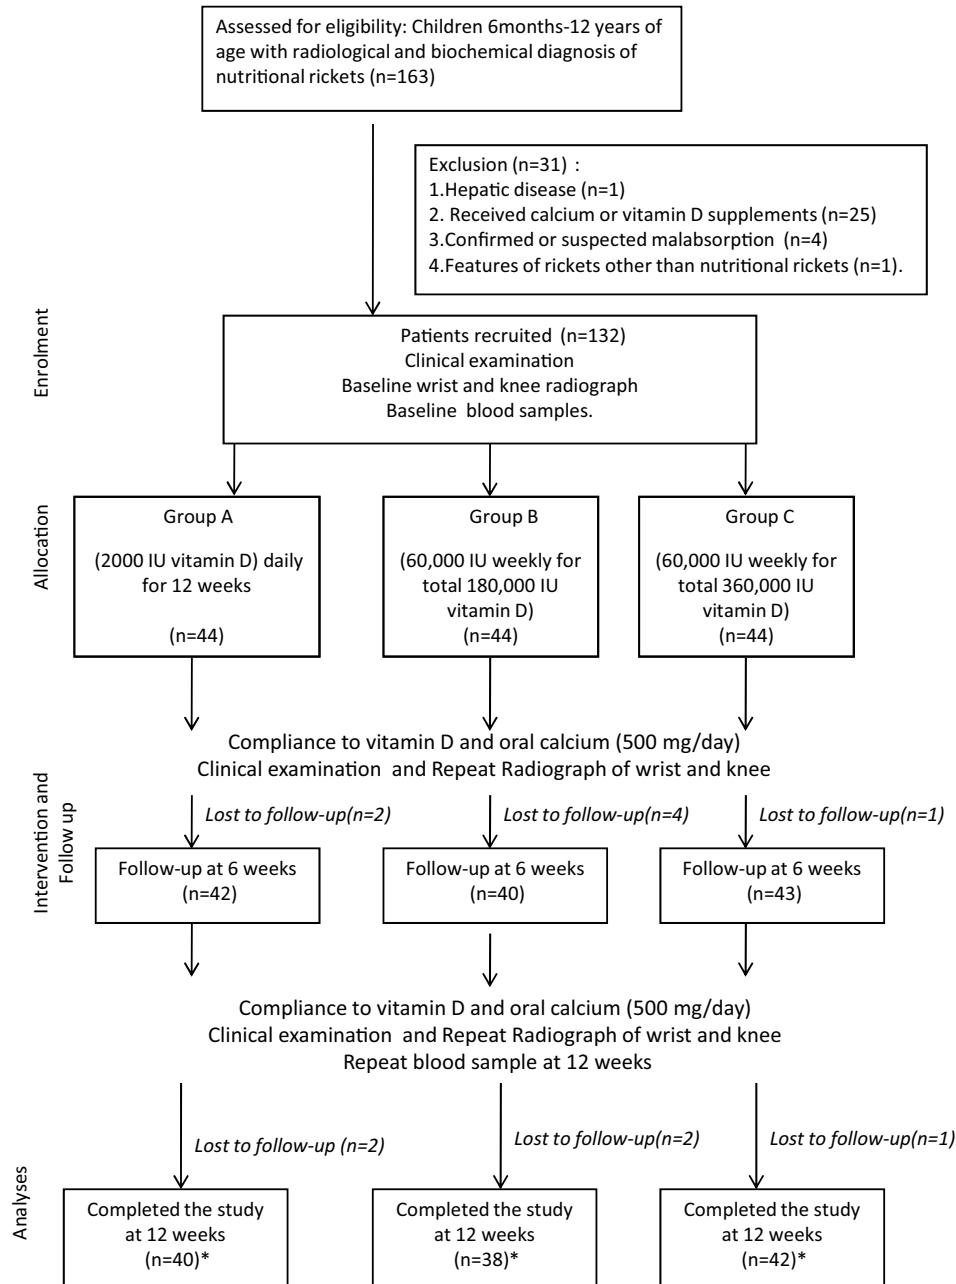 Assessed for eligibility: Children 6months-12 years of
age with radiological and biochemical diagnosis of
nutritional rickets (n=163)
Exclusion (n=31) :
1.Hepatic disease (n=1)
2. Received calcium or vitamin D supplements (n=25)
3.Confirmed or suspected malabsorption (n=4)
4.Features of rickets other than nutritional rickets (n=1).
Enrolment
Patients recruited (n=132)
Clinical examination
Baseline wrist and knee radiograph
Baseline blood samples.
Allocation
Group A
(2000 IU vitamin D) daily
for 12 weeks
(n=44)
Group B
(60,000 IU weekly for
total 180,000 IU
vitamin D)
(n=44)
Group C
(60,000 IU weekly for
total 360,000 IU
vitamin D)
(n=44)
Compliance to vitamin D and oral calcium (500 mg/day)
Clinical examination and Repeat Radiograph of wrist and knee
Intervention and
Follow up
Lost to follow-up(n=2)
Lost to follow-up(n=4)
Lost to follow-up(n=1)
Follow-up at 6 weeks
(n=42)
Follow-up at 6 weeks
(n=40)
Follow-up at 6 weeks
(n=43)
Compliance to vitamin D and oral calcium (500 mg/day)
Clinical examination and Repeat Radiograph of wrist and knee
Repeat blood sample at 12 weeks
Lost to follow-up (n=2)
Lost to follow-up(n=2)
Lost to follow-up(n=1)
Analyses
Completed the study
at 12 weeks
(n=40)*
Completed the study
at 12 weeks
(n=38)*
Completed the study
at 12 weeks
(n=42)*